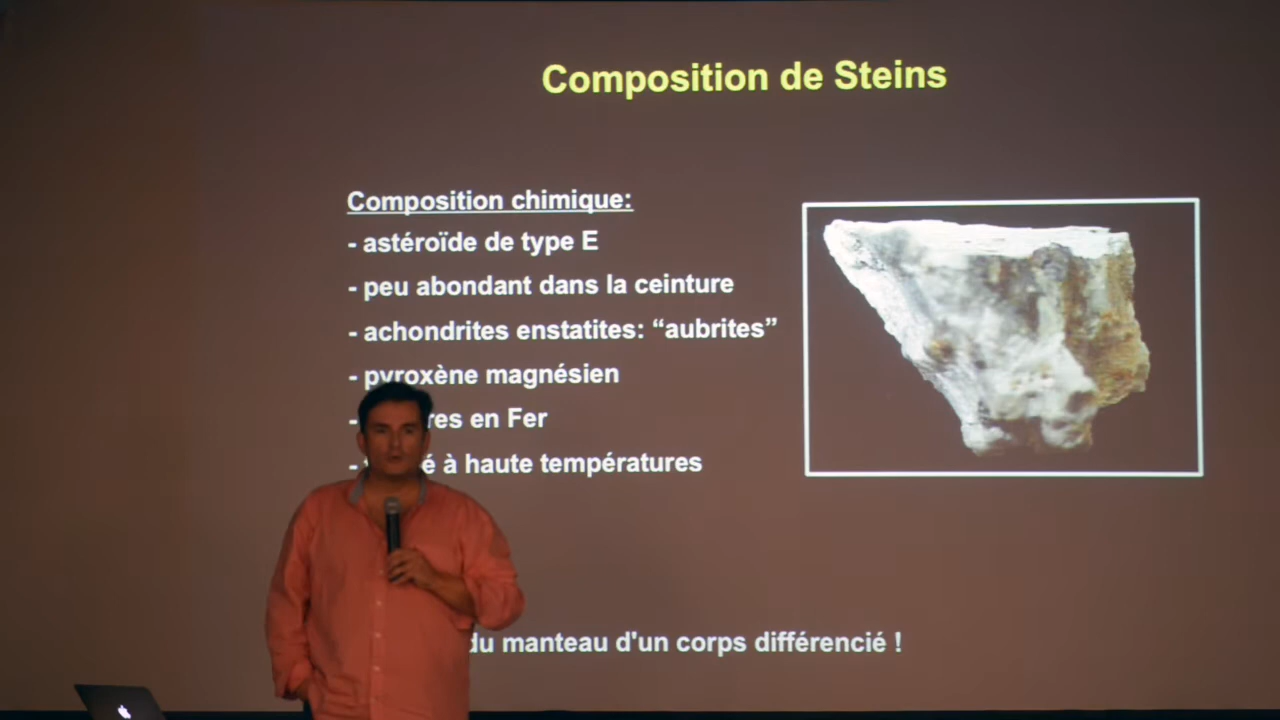 Composition de Steins
Composition chimique:
- astéroïde de type E
- peu abondant dans la ceinture
- achondrites enstatites: “aubrites”
- pyroxène magnésien
- en Fer
- à haute températures
du manteau d'un corps différencié !